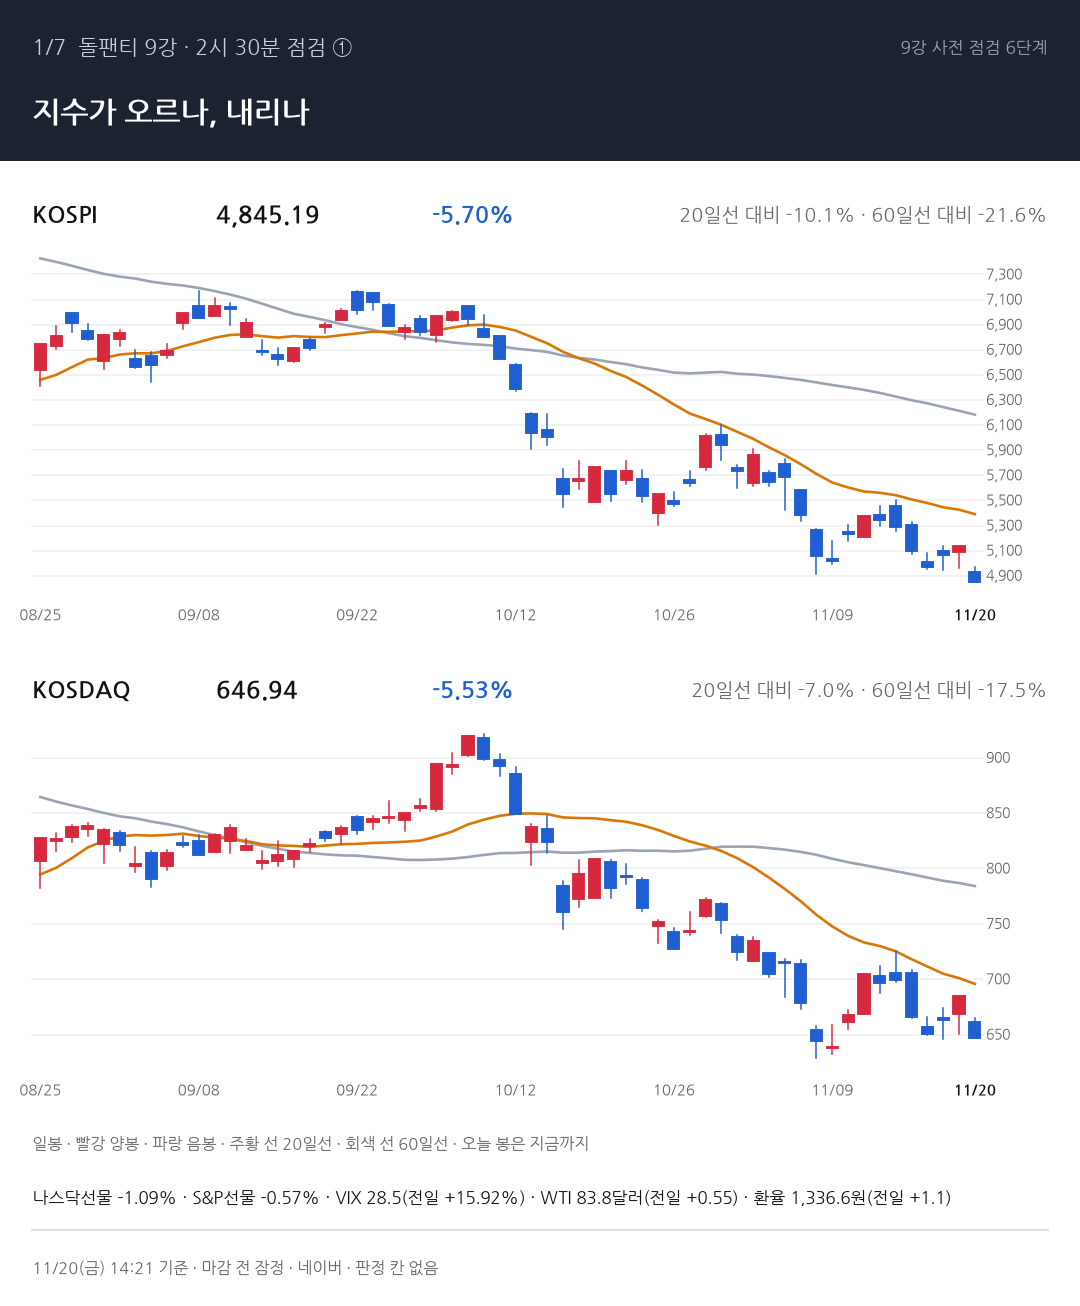 1/7 돌팬티 9강 · 2시 30분 점검 ①
9강 사전 점검 6단계
지수가 오르나, 내리나
KOSPI 4,845.19 -5.70% 20일선 대비 -10.1% · 60일선 대비 -21.6%
7,300
7,100
6,900
6,700
6,500
6,300
6,100
5,900
5,700
5,500
5,300
5,100
4,900
08/25 09/08 09/22 10/12 10/26 11/09 11/20
KOSDAQ 646.94 -5.53% 20일선 대비 -7.0% · 60일선 대비 -17.5%
900
850
800
750
700
650
08/25 09/08 09/22 10/12 10/26 11/09 11/20
일봉 · 빨강 양봉 · 파랑 음봉 · 주황 선 20일선 · 회색 선 60일선 · 오늘 봉은 지금까지
나스닥선물 -1.09% · S&P선물 -0.57% · VIX 28.5(전일 +15.92%) · WTI 83.8달러(전일 +0.55) · 환율 1,336.6원(전일 +1.1)
11/20(금) 14:21 기준 · 마감 전 잠정 · 네이버 · 판정 칸 없음